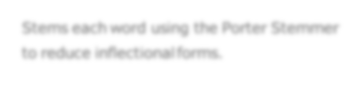 Stems each word using the Porter Stemmer
to reduce inflectional forms.